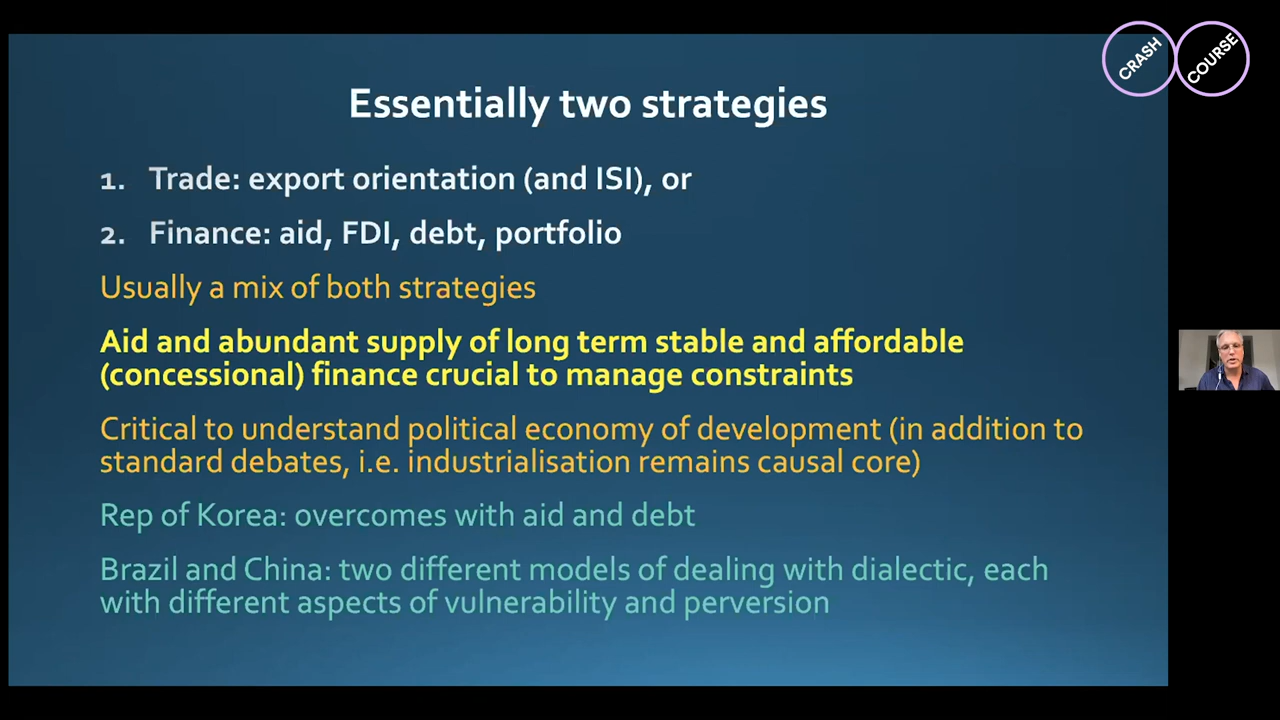 CRASH COURSE
Essentially two strategies
1. Trade: export orientation (and ISI), or
2. Finance: aid, FDI, debt, portfolio
Usually a mix of both strategies
Aid and abundant supply of long term stable and affordable
(concessional) finance crucial to manage constraints
Critical to understand political economy of development (in addition to
standard debates, i.e. industrialisation remains causal core)
Rep of Korea: overcomes with aid and debt
Brazil and China: two different models of dealing with dialectic, each
with different aspects of vulnerability and perversion